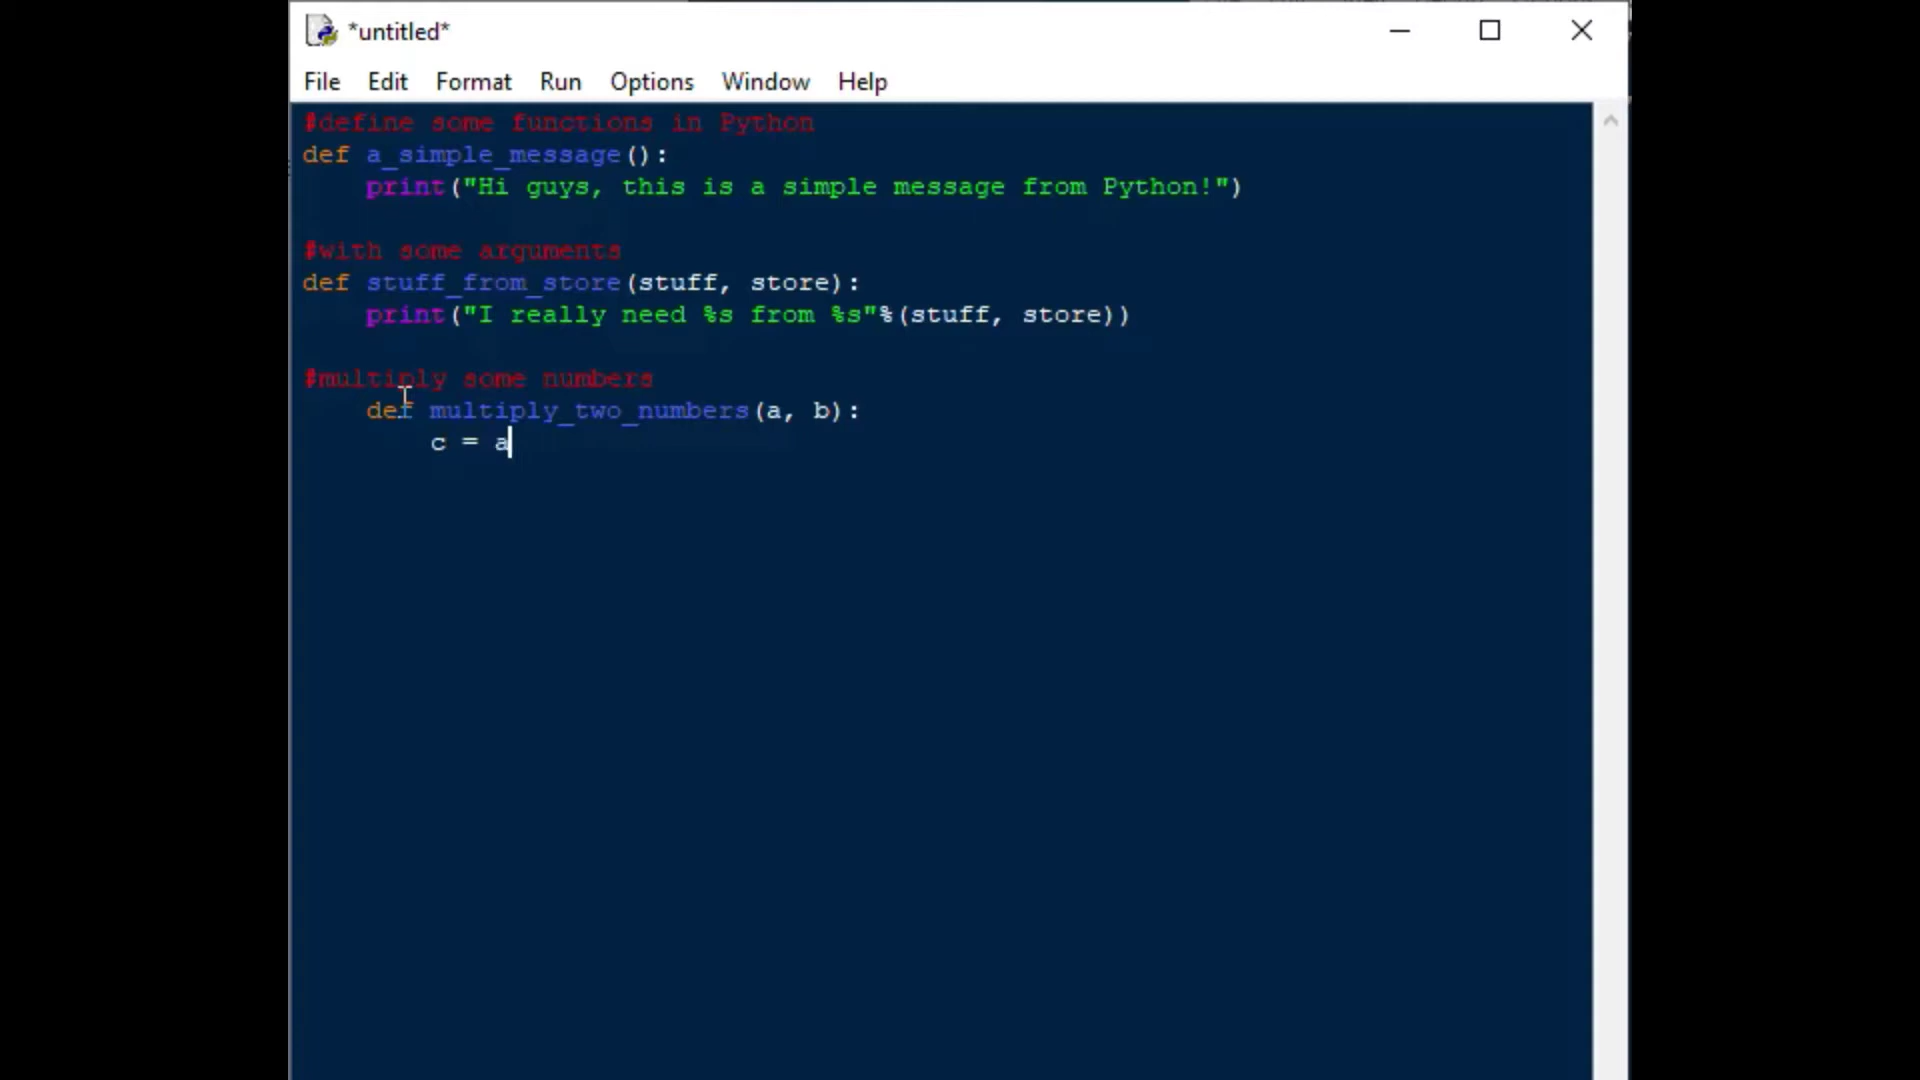 *untitled*
File Edit Format Run Options Window Help
#define some functions in Python
def a_simple_message():
    print("Hi guys, this is a simple message from Python!")
#with some arguments
def stuff_from_store(stuff, store):
    print("I really need %s from %s"%(stuff, store))
#multiply some numbers
    def multiply_two_numbers(a, b):
        c = a